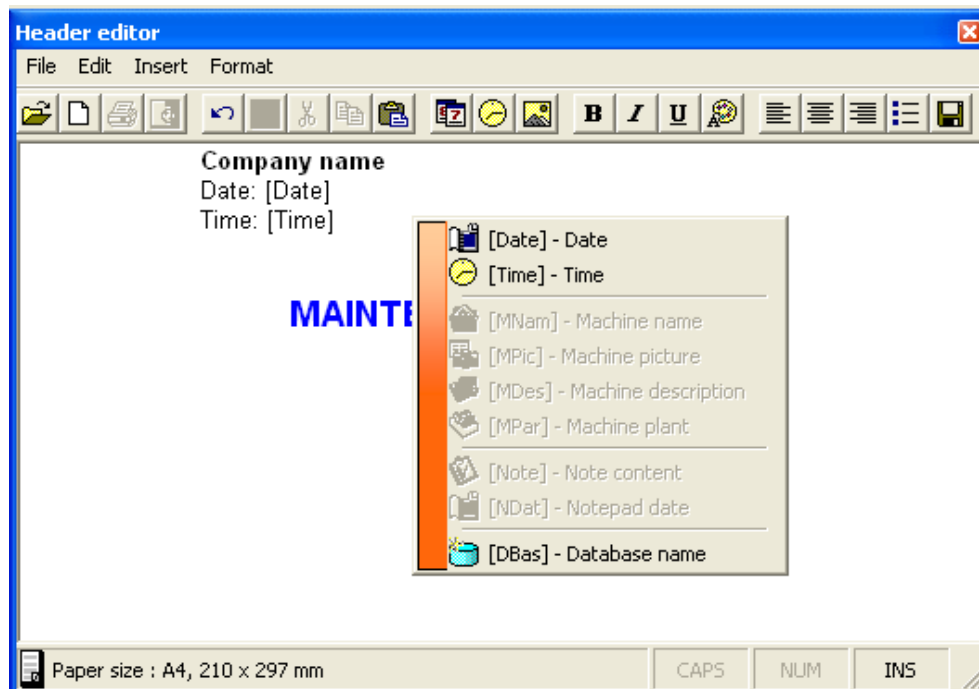 Header editor
File Edit Insert Format
B I U
Company name
Date: [Date]
Time: [Time]
[Date] - Date
[Time] - Time
MAINTE
[MNam] - Machine name
[MPic] - Machine picture
[MDes] - Machine description
[MPar] - Machine plant
[Note] - Note content
[NDat] - Notepad date
[DBas] - Database name
Paper size : A4, 210 x 297 mm CAPS NUM INS